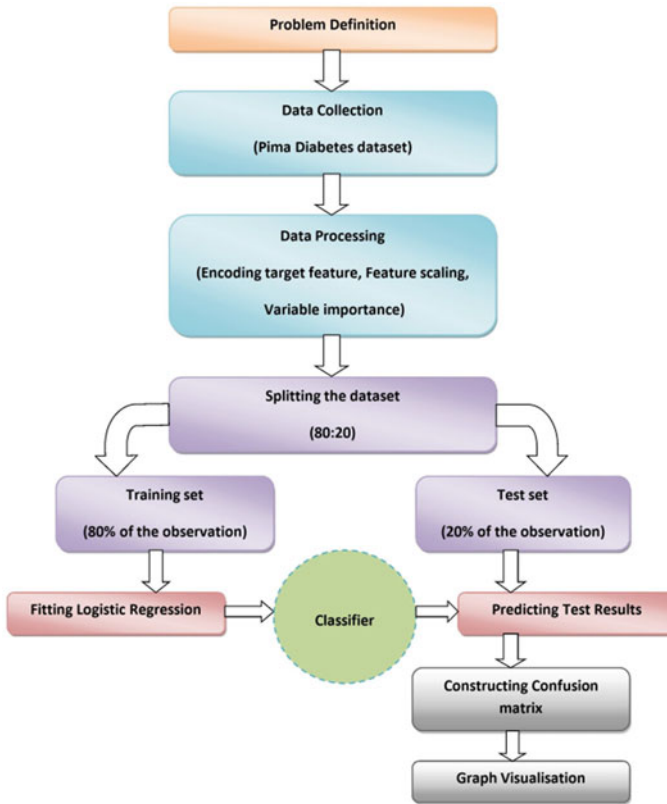 Problem Definition
Data Collection
(Pima Diabetes dataset)
Data Processing
(Encoding target feature, Feature scaling,
Variable importance)
Splitting the dataset
(80:20)
Training set
(80% of the observation)
Test set
(20% of the observation)
Fitting Logistic Regression
Classifier
Predicting Test Results
Constructing Confusion
matrix
Graph Visualisation